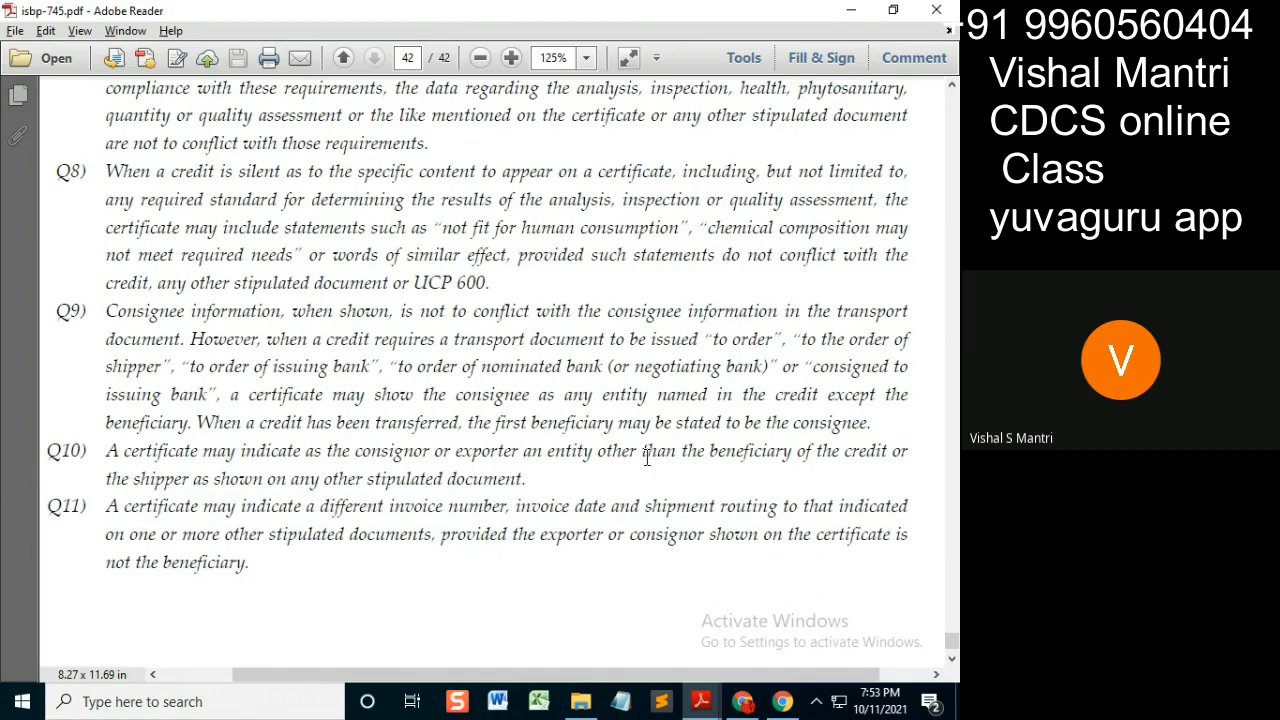 isbp-745.pdf - Adobe Reader
File Edit View Window Help
Open 42 / 42 125% Tools Fill & Sign Comment
compliance with these requirements, the data regarding the analysis, inspection, health, phytosanitary,
quantity or quality assessment or the like mentioned on the certificate or any other stipulated document
are not to conflict with those requirements.
Q8) When a credit is silent as to the specific content to appear on a certificate, including, but not limited to,
any required standard for determining the results of the analysis, inspection or quality assessment, the
certificate may include statements such as “not fit for human consumption”, “chemical composition may
not meet required needs” or words of similar effect, provided such statements do not conflict with the
credit, any other stipulated document or UCP 600.
Q9) Consignee information, when shown, is not to conflict with the consignee information in the transport
document. However, when a credit requires a transport document to be issued “to order”, “to the order of
shipper”, “to order of issuing bank”, “to order of nominated bank (or negotiating bank)” or “consigned to
issuing bank”, a certificate may show the consignee as any entity named in the credit except the
beneficiary. When a credit has been transferred, the first beneficiary may be stated to be the consignee.
Q10) A certificate may indicate as the consignor or exporter an entity other than the beneficiary of the credit or
the shipper as shown on any other stipulated document.
Q11) A certificate may indicate a different invoice number, invoice date and shipment routing to that indicated
on one or more other stipulated documents, provided the exporter or consignor shown on the certificate is
not the beneficiary.
Activate Windows
Go to Settings to activate Windows.
8.27 x 11.69 in
Type here to search
7:53 PM
10/11/2021
2
+91 9960560404
Vishal Mantri
CDCS online
Class
yuvaguru app
V
Vishal S Mantri